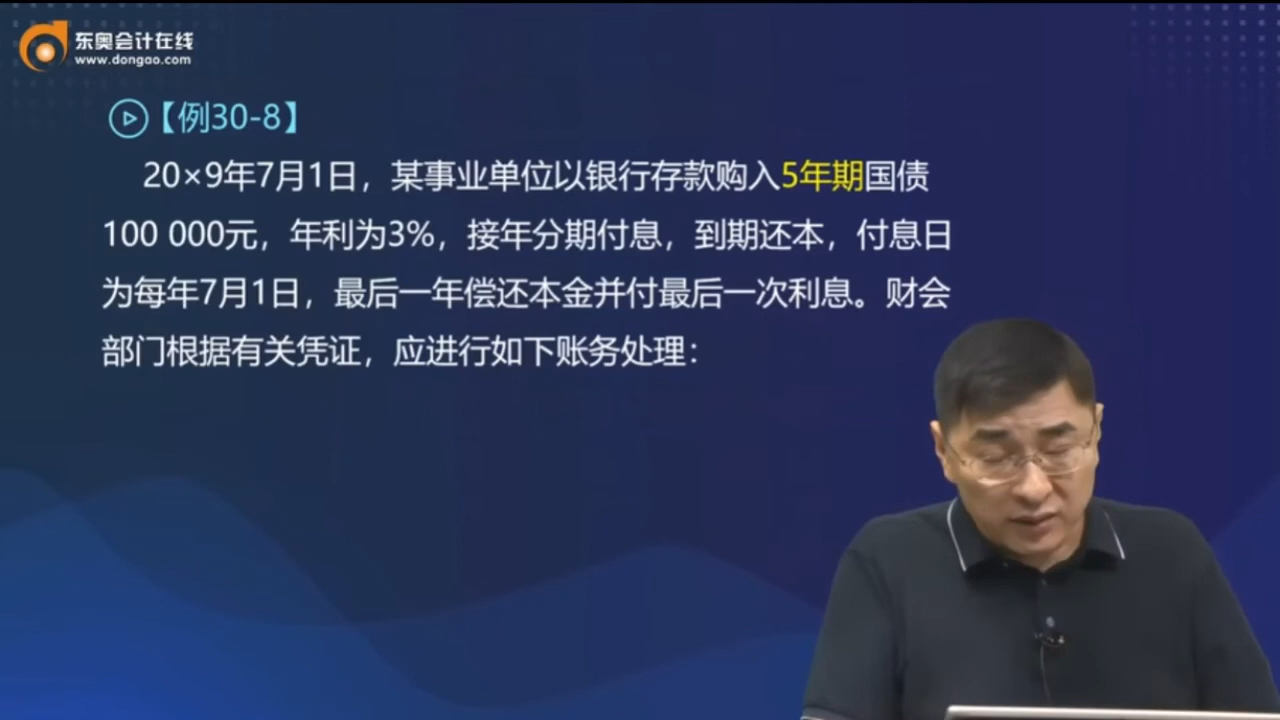 东奥会计在线
www.dongao.com
【例30-8】
20×9年7月1日，某事业单位以银行存款购入5年期国债
100 000元，年利为3%，接年分期付息，到期还本，付息日
为每年7月1日，最后一年偿还本金并付最后一次利息。财会
部门根据有关凭证，应进行如下账务处理：